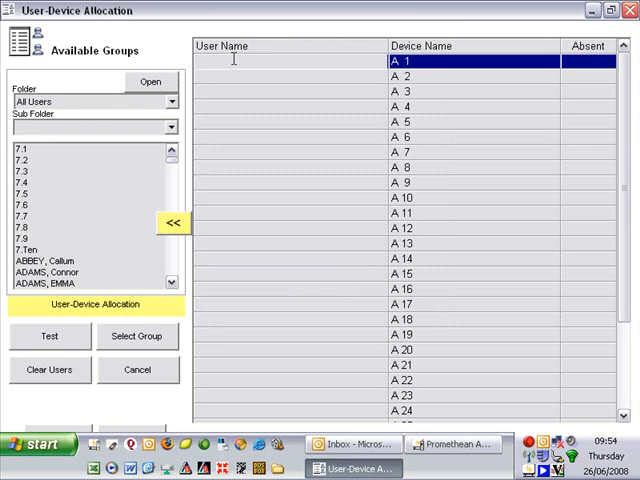 User-Device Allocation
Available Groups
Open
Folder
All Users
Sub Folder
7.1
7.2
7.3
7.4
7.5
7.6
7.7
7.8
7.9
7.Ten
ABBEY, Callum
ADAMS, Connor
ADAMS, EMMA
<<
User-Device Allocation
Test
Select Group
Clear Users
Cancel
User Name Device Name Absent
A 1
A 2
A 3
A 4
A 5
A 6
A 7
A 8
A 9
A 10
A 11
A 12
A 13
A 14
A 15
A 16
A 17
A 18
A 19
A 20
A 21
A 22
A 23
A 24
start
Inbox - Micros...
Promethean A...
User-Device A...
09:54
Thursday
26/06/2008